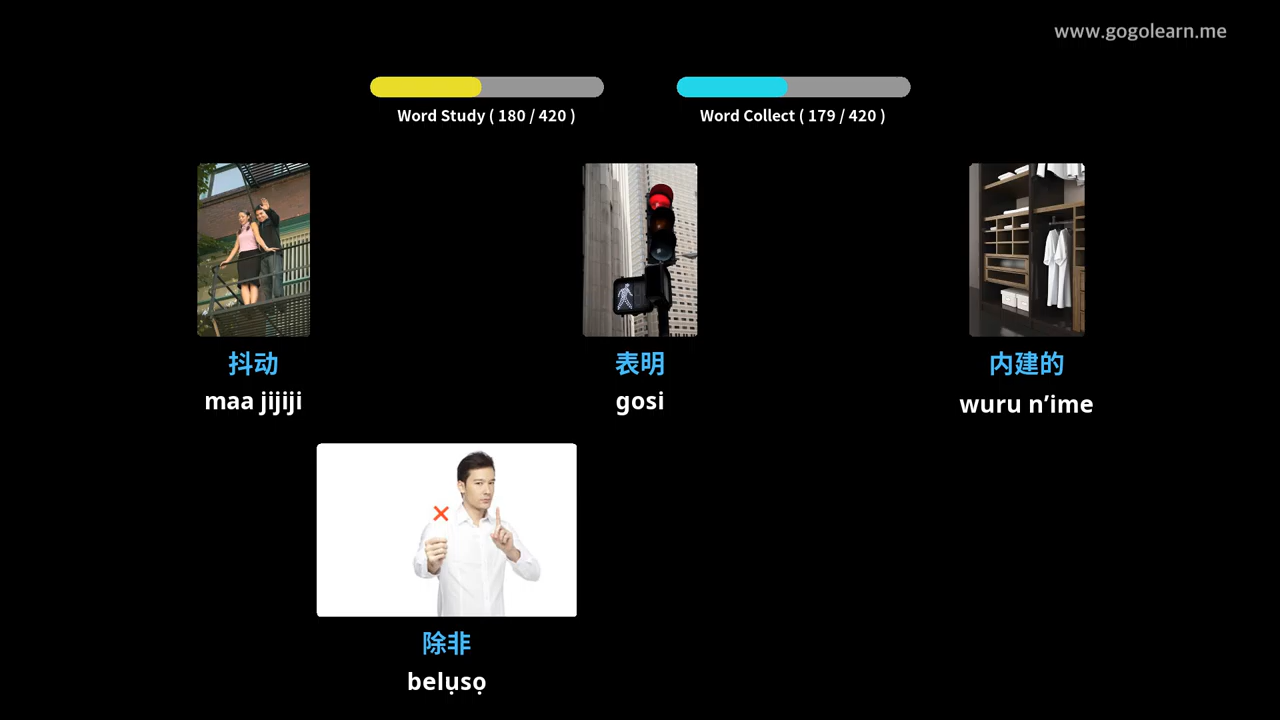 www.gogolearn.me
Word Study ( 180 / 420 )
Word Collect ( 179 / 420 )
抖动
maa jijiji
表明
gosi
内建的
wuru n’ime
除非
belụsọ